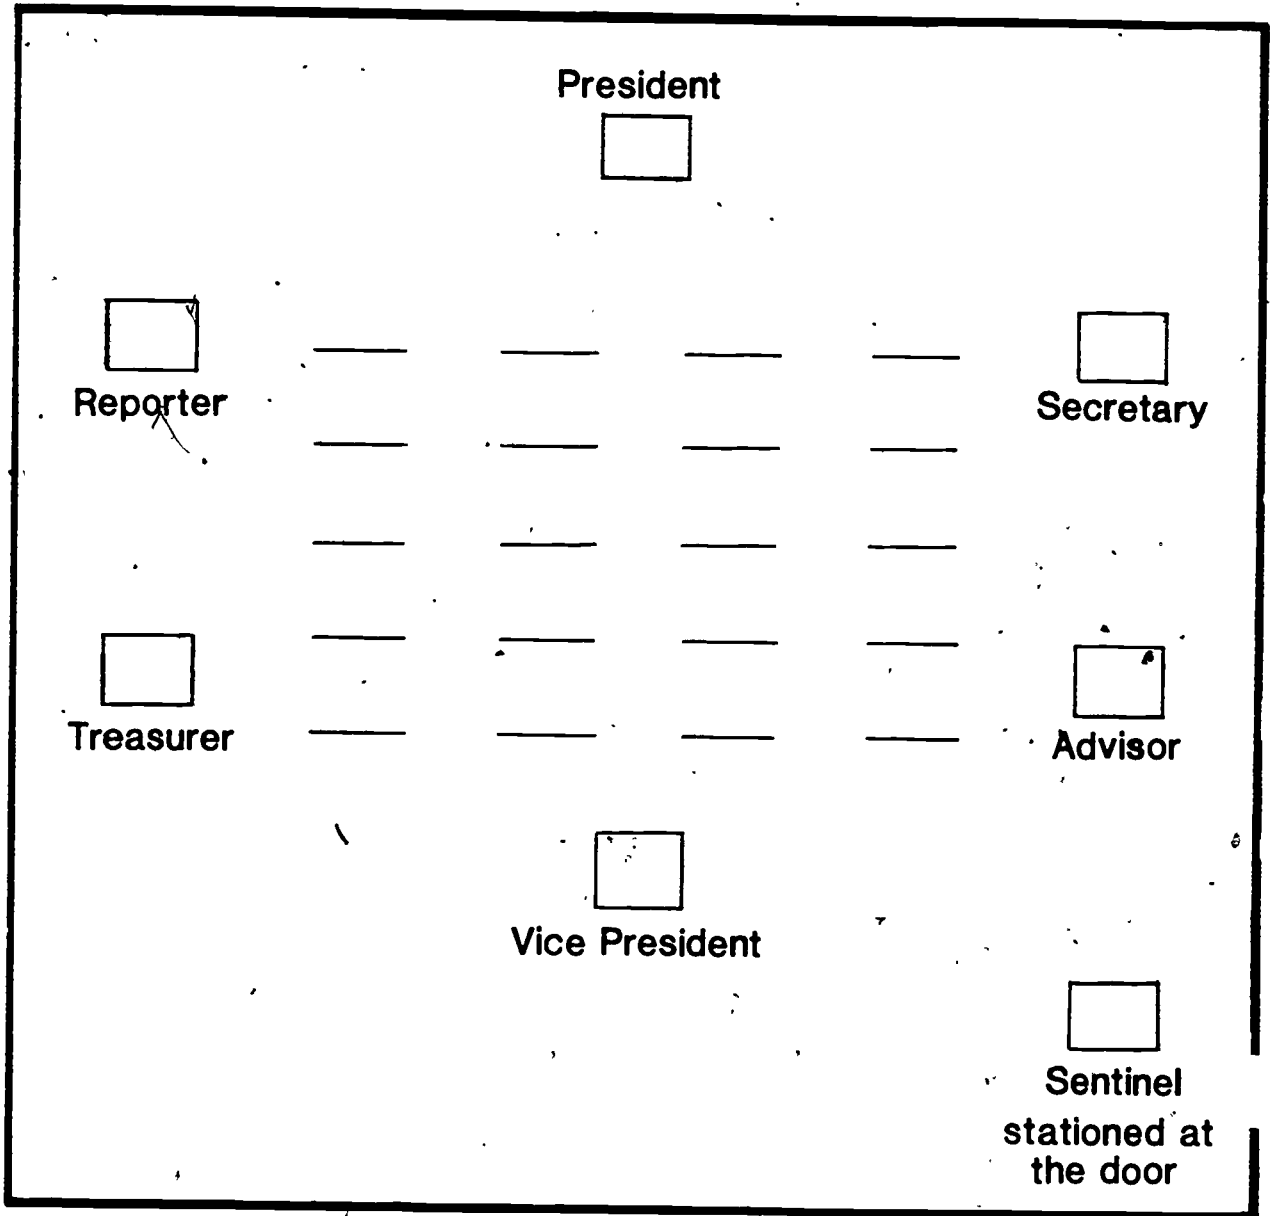 President
Reporter
Secretary
Treasurer
Advisor
Vice President
Sentinel
stationed at
the door